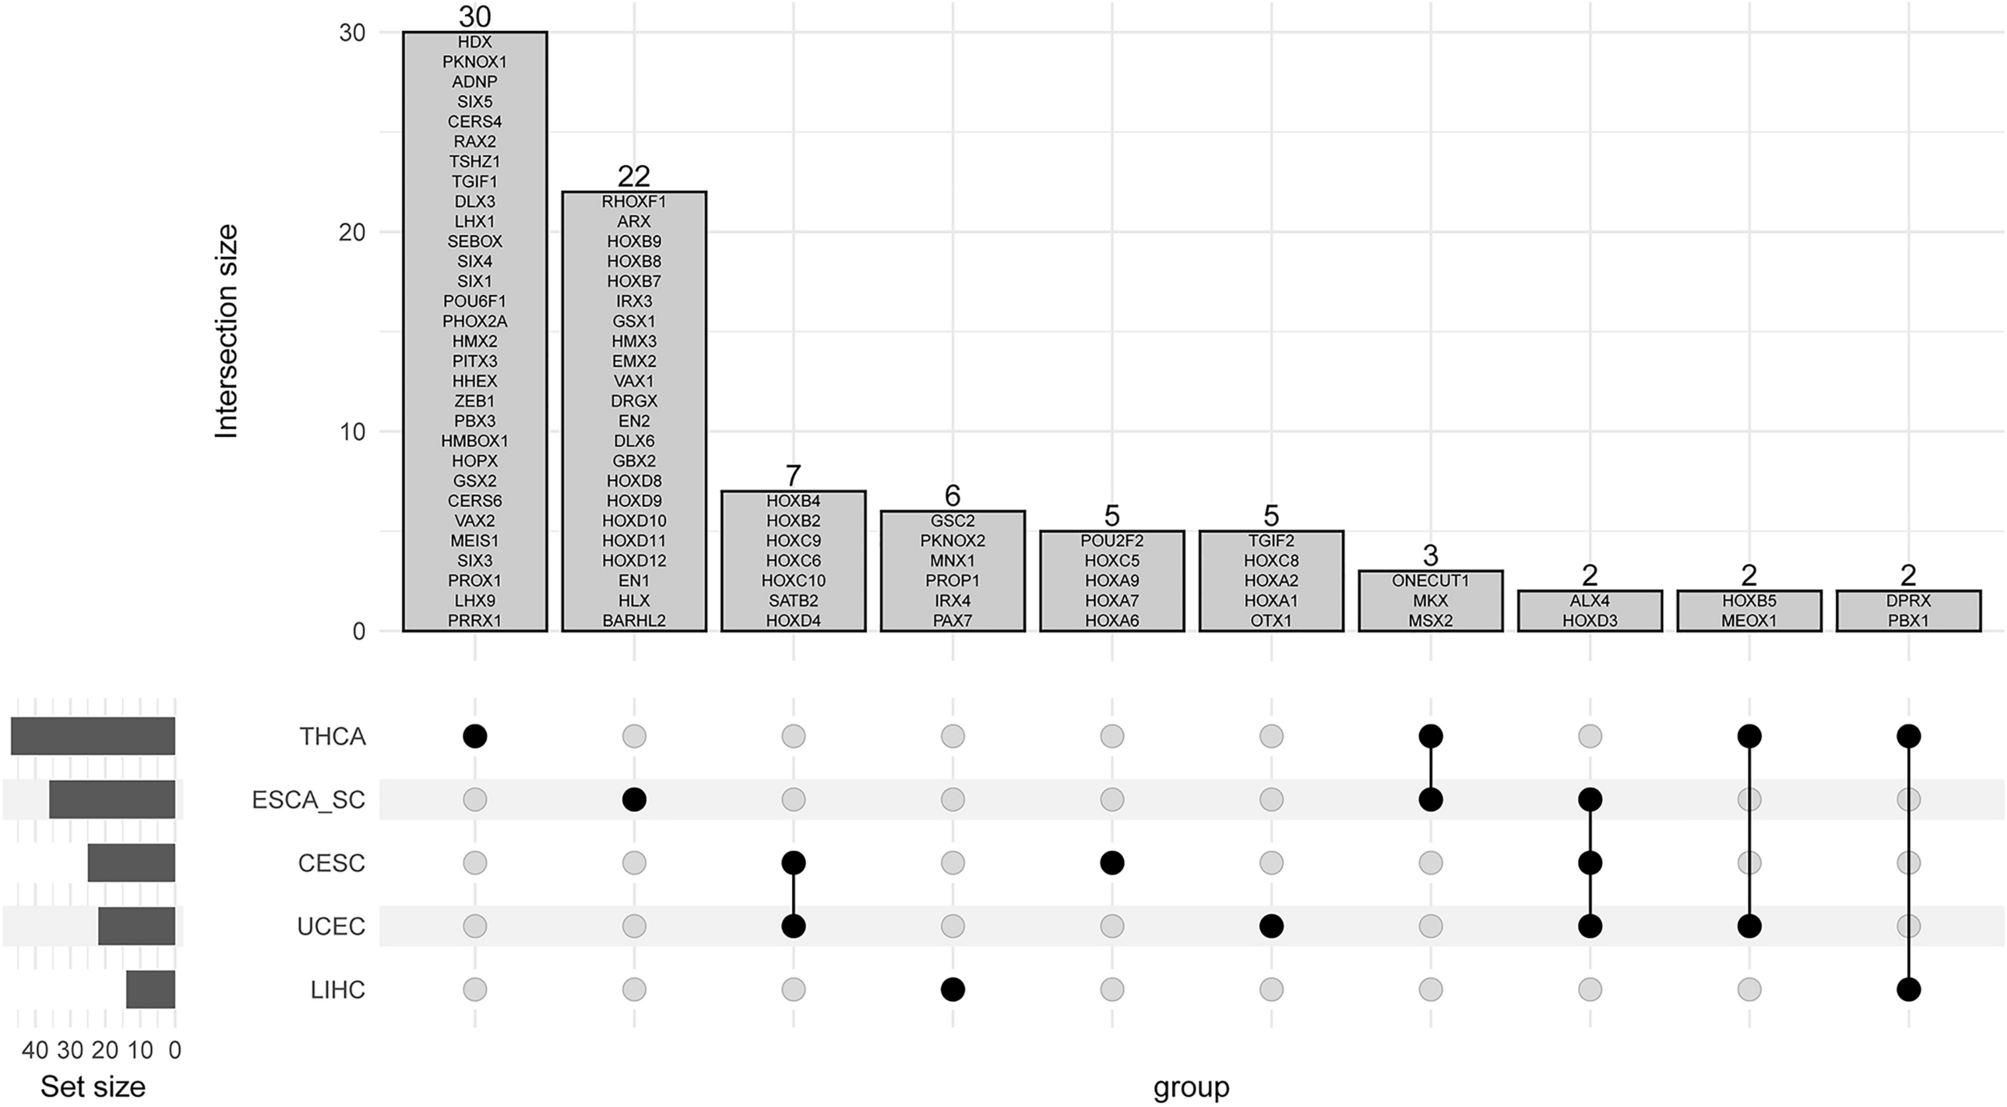 30
HDX
PKNOX1
ADNP
SIX5
CERS4
RAX2
TSHZ1
TGIF1
DLX3
LHX1
SEBOX
SIX4
SIX1
POU6F1
PHOX2A
HMX2
PITX3
HHEX
ZEB1
PBX3
HMBOX1
HOPX
GSX2
CERS6
VAX2
MEIS1
SIX3
PROX1
LHX9
PRRX1
22
RHOXF1
ARX
HOXB9
HOXB8
HOXB7
IRX3
GSX1
HMX3
EMX2
VAX1
DRGX
EN2
DLX6
GBX2
HOXD8
HOXD9
HOXD10
HOXD11
HOXD12
EN1
HLX
BARHL2
7
HOXB4
HOXB2
HOXC9
HOXC6
HOXC10
SATB2
HOXD4
6
GSC2
PKNOX2
MNX1
PROP1
IRX4
PAX7
5
POU2F2
HOXC5
HOXA9
HOXA7
HOXA6
5
TGIF2
HOXC8
HOXA2
HOXA1
OTX1
3
ONECUT1
MKX
MSX2
2
ALX4
HOXD3
2
HOXB5
MEOX1
2
DPRX
PBX1
30
20
10
0
Intersection size
THCA
ESCA_SC
CESC
UCEC
LIHC
40 30 20 10 0
Set size
group